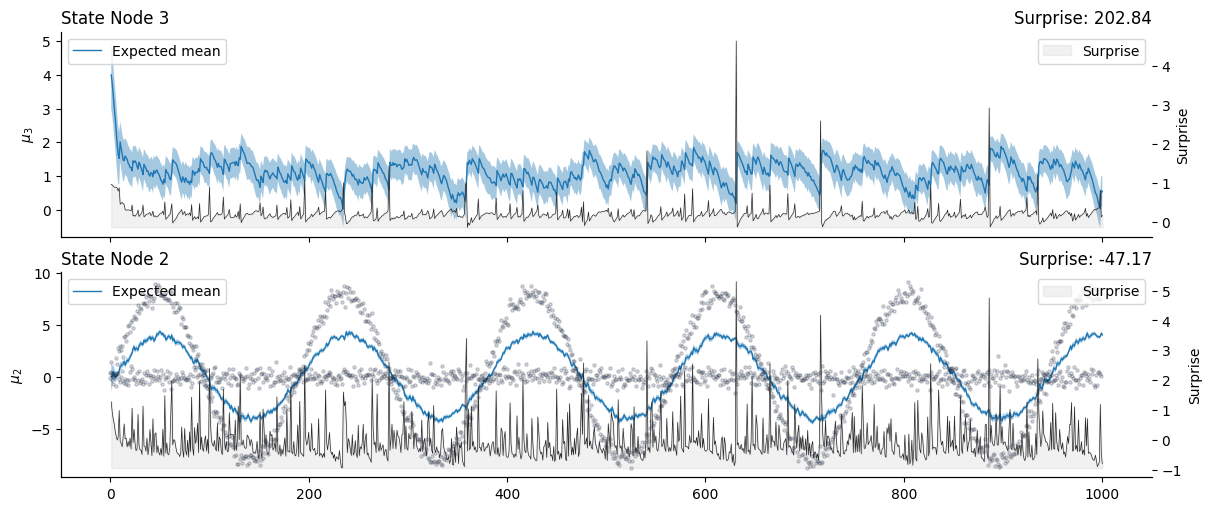 State Node 3
Surprise: 202.84
Expected mean
Surprise
5
4
3
2
1
0
μ3
4
3
2
1
0
Surprise
State Node 2
Surprise: -47.17
Expected mean
Surprise
10
5
0
−5
μ2
5
4
3
2
1
0
−1
Surprise
0
200
400
600
800
1000